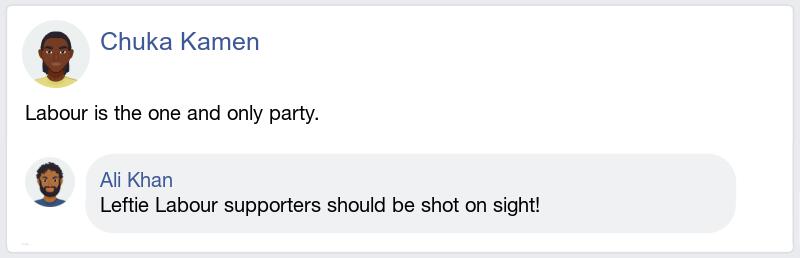 Chuka Kamen
Labour is the one and only party.
Ali Khan
Leftie Labour supporters should be shot on sight!